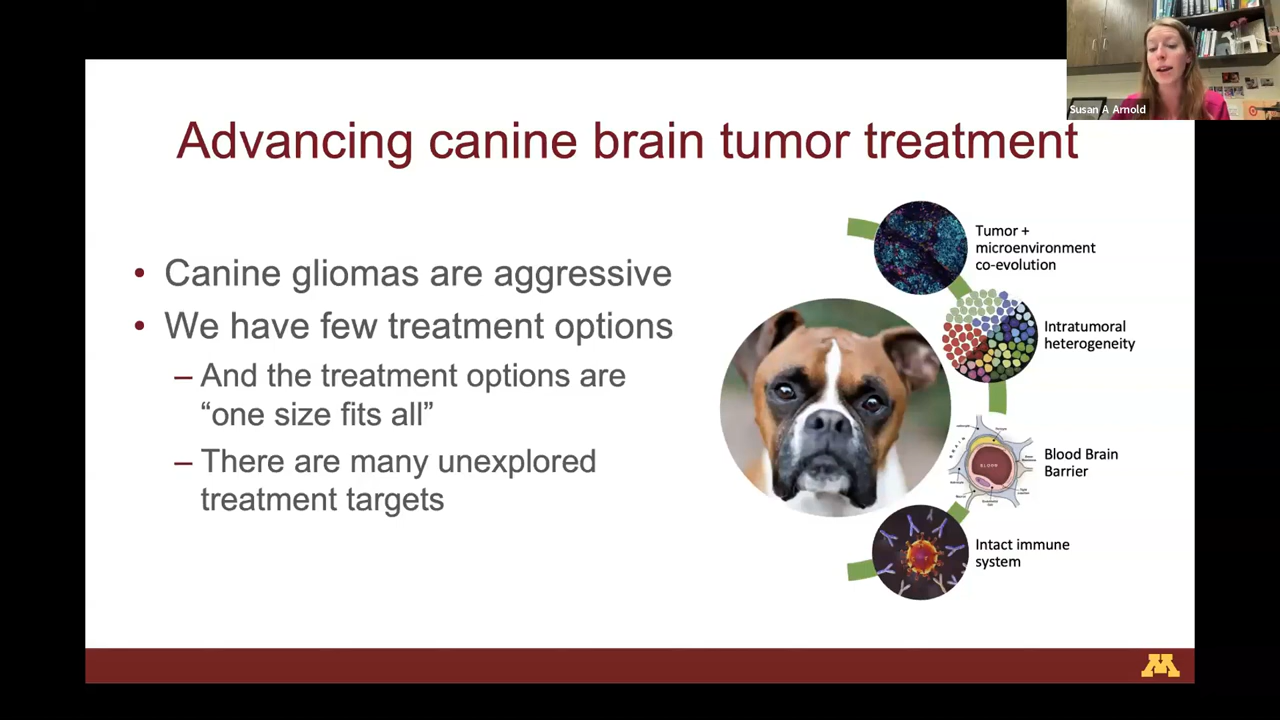 Susan A Arnold
Advancing canine brain tumor treatment
• Canine gliomas are aggressive
• We have few treatment options
– And the treatment options are
“one size fits all”
– There are many unexplored
treatment targets
Tumor +
microenvironment
co-evolution
Intratumoral
heterogeneity
BRAIN
BLOOD
Blood Brain
Barrier
Intact immune
system
M